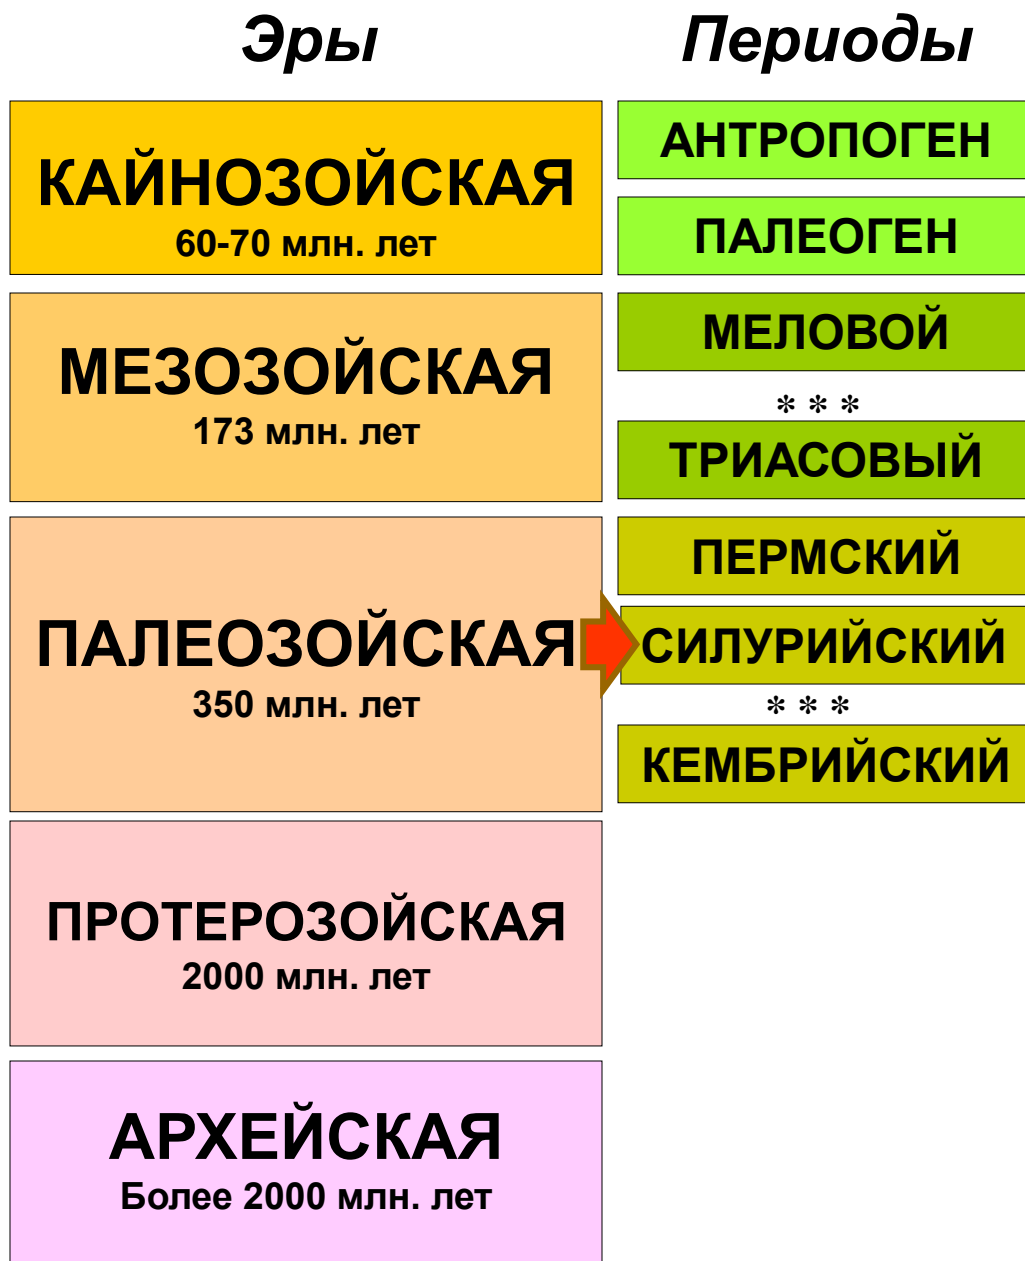 Эры
Периоды
КАЙНОЗОЙСКАЯ
60-70 млн. лет
АНТРОПОГЕН
ПАЛЕОГЕН
МЕЗОЗОЙСКАЯ
173 млн. лет
МЕЛОВОЙ
* * *
ТРИАСОВЫЙ
ПАЛЕОЗОЙСКАЯ
350 млн. лет
ПЕРМСКИЙ
СИЛУРИЙСКИЙ
* * *
КЕМБРИЙСКИЙ
ПРОТЕРОЗОЙСКАЯ
2000 млн. лет
АРХЕЙСКАЯ
Более 2000 млн. лет